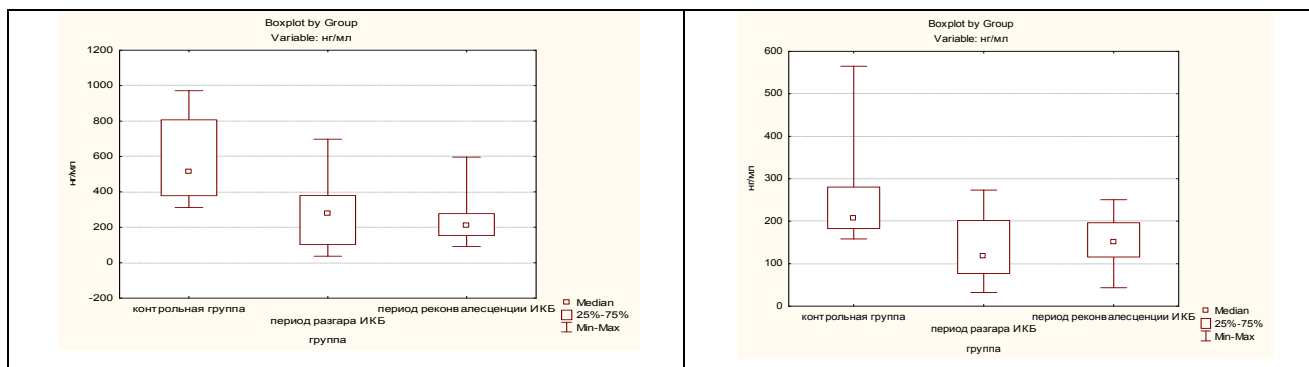 Boxplot by Group
Variable: нг/мл
1200
1000
800
600
400
200
0
-200
нг/мл
контрольная группа
период разгара ИКБ
период реконвалесценции ИКБ
группа
Median
25%-75%
Min-Max
Boxplot by Group
Variable: нг/мл
600
500
400
300
200
100
0
нг/мл
контрольная группа
период разгара ИКБ
период реконвалесценции ИКБ
группа
Median
25%-75%
Min-Max